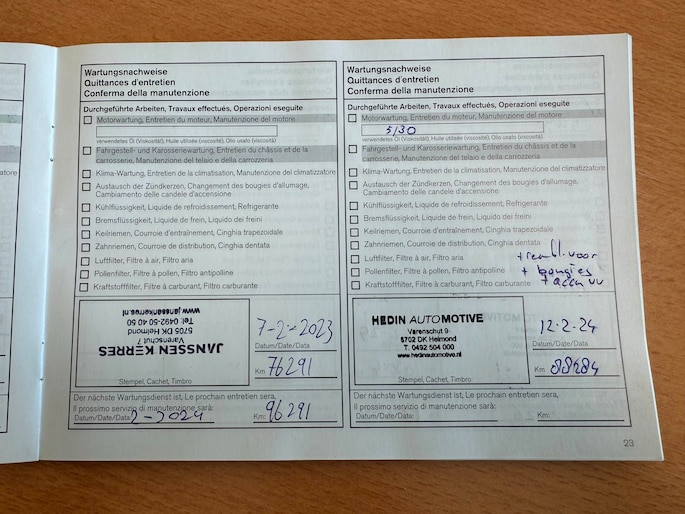 Wartungsnachweise
Quittances d'entretien
Conferma della manutenzione
Durchgeführte Arbeiten, Travaux effectués, Operazioni eseguite
Motorwartung, Entretien du moteur, Manutenzione del motore
verwendetes Öl (Viskosität), Huile utilisée (viscosité), Olio usato (viscosità)
Fahrgestell- und Karosseriewartung, Entretien du châssis et de la
carrosserie, Manutenzione del telaio e della carrozzeria
Klima-Wartung, Entretien de la climatisation, Manutenzione del climatizzatore
Austausch der Zündkerzen, Changement des bougies d'allumage,
Cambiamento delle candele d'accensione
Kühlflüssigkeit, Liquide de refroidissement, Refrigerante
Bremsflüssigkeit, Liquide de frein, Liquido dei freini
Keilriemen, Courroie d'entraînement, Cinghia trapezoidale
Zahnriemen, Courroie de distribution, Cinghia dentata
Luftfilter, Filtre à air, Filtro aria
Pollenfilter, Filtre à pollen, Filtro antipolline
Kraftstofffilter, Filtre à carburant, Filtro carburante
JANSSEN KERRES
Varenschut 7
5705 DK Helmond
Tel. 0492-50 40 50
www.janssenkerres.nl
Stempel, Cachet, Timbro
7-2-2023
Datum/Date/Data
Km 76291
Der nächste Wartungsdienst ist, Le prochain entretien sera,
Il prossimo servizio di manutenzione sarà:
Datum/Date/Data: 2-2024 Km: 96291
Wartungsnachweise
Quittances d'entretien
Conferma della manutenzione
Durchgeführte Arbeiten, Travaux effectués, Operazioni eseguite
Motorwartung, Entretien du moteur, Manutenzione del motore
5/30
verwendetes Öl (Viskosität), Huile utilisée (viscosité), Olio usato (viscosità)
Fahrgestell- und Karosseriewartung, Entretien du châssis et de la
carrosserie, Manutenzione del telaio e della carrozzeria
Klima-Wartung, Entretien de la climatisation, Manutenzione del climatizzatore
Austausch der Zündkerzen, Changement des bougies d'allumage,
Cambiamento delle candele d'accensione
Kühlflüssigkeit, Liquide de refroidissement, Refrigerante
Bremsflüssigkeit, Liquide de frein, Liquido dei freini
Keilriemen, Courroie d'entraînement, Cinghia trapezoidale
Zahnriemen, Courroie de distribution, Cinghia dentata
Luftfilter, Filtre à air, Filtro aria + rembl. voor
Pollenfilter, Filtre à pollen, Filtro antipolline + bougies
Kraftstofffilter, Filtre à carburant, Filtro carburante + accu
HEDIN AUTOMOTIVE
Varenschut 9
5702 DK Helmond
T. 0492 504 000
www.hedinautomotive.nl
Stempel, Cachet, Timbro
12-2-24
Datum/Date/Data
Km 88484
Der nächste Wartungsdienst ist, Le prochain entretien sera,
Il prossimo servizio di manutenzione sarà:
Datum/Date/Data: Km:
23